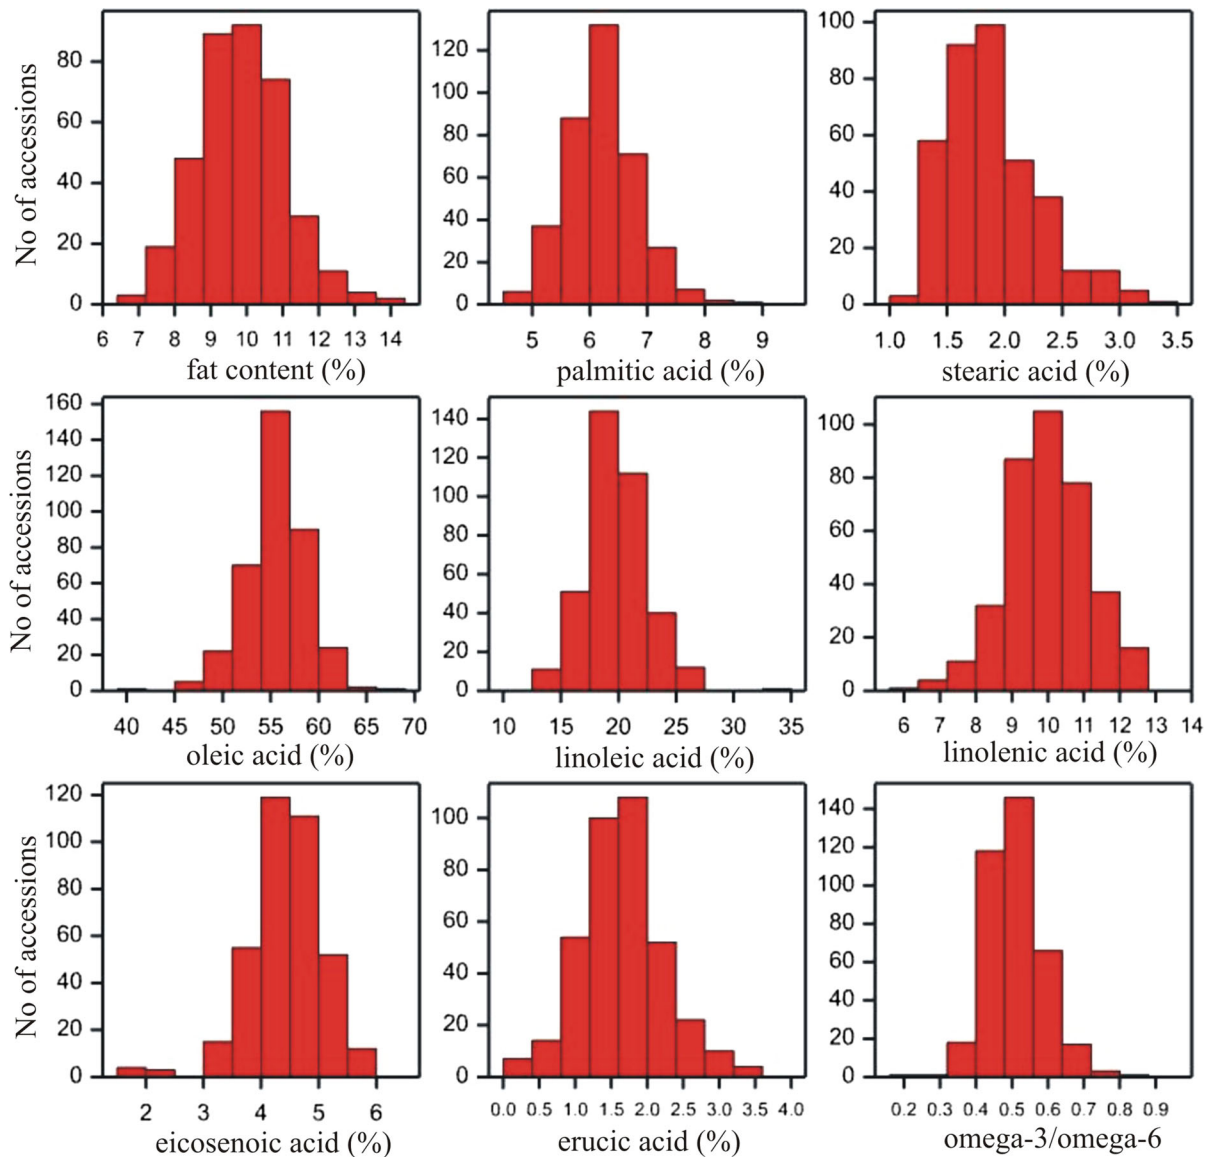 No of accessions
80
60
40
20
0
6 7 8 9 10 11 12 13 14
fat content (%)
120
100
80
60
40
20
0
5 6 7 8 9
palmitic acid (%)
100
80
60
40
20
0
1.0 1.5 2.0 2.5 3.0 3.5
stearic acid (%)
No of accessions
160
140
120
100
80
60
40
20
0
40 45 50 55 60 65 70
oleic acid (%)
140
120
100
80
60
40
20
0
10 15 20 25 30 35
linoleic acid (%)
100
80
60
40
20
0
6 7 8 9 10 11 12 13 14
linolenic acid (%)
No of accessions
120
100
80
60
40
20
0
2 3 4 5 6
eicosenoic acid (%)
100
80
60
40
20
0
0.0 0.5 1.0 1.5 2.0 2.5 3.0 3.5 4.0
erucic acid (%)
140
120
100
80
60
40
20
0
0.2 0.3 0.4 0.5 0.6 0.7 0.8 0.9
omega-3/omega-6